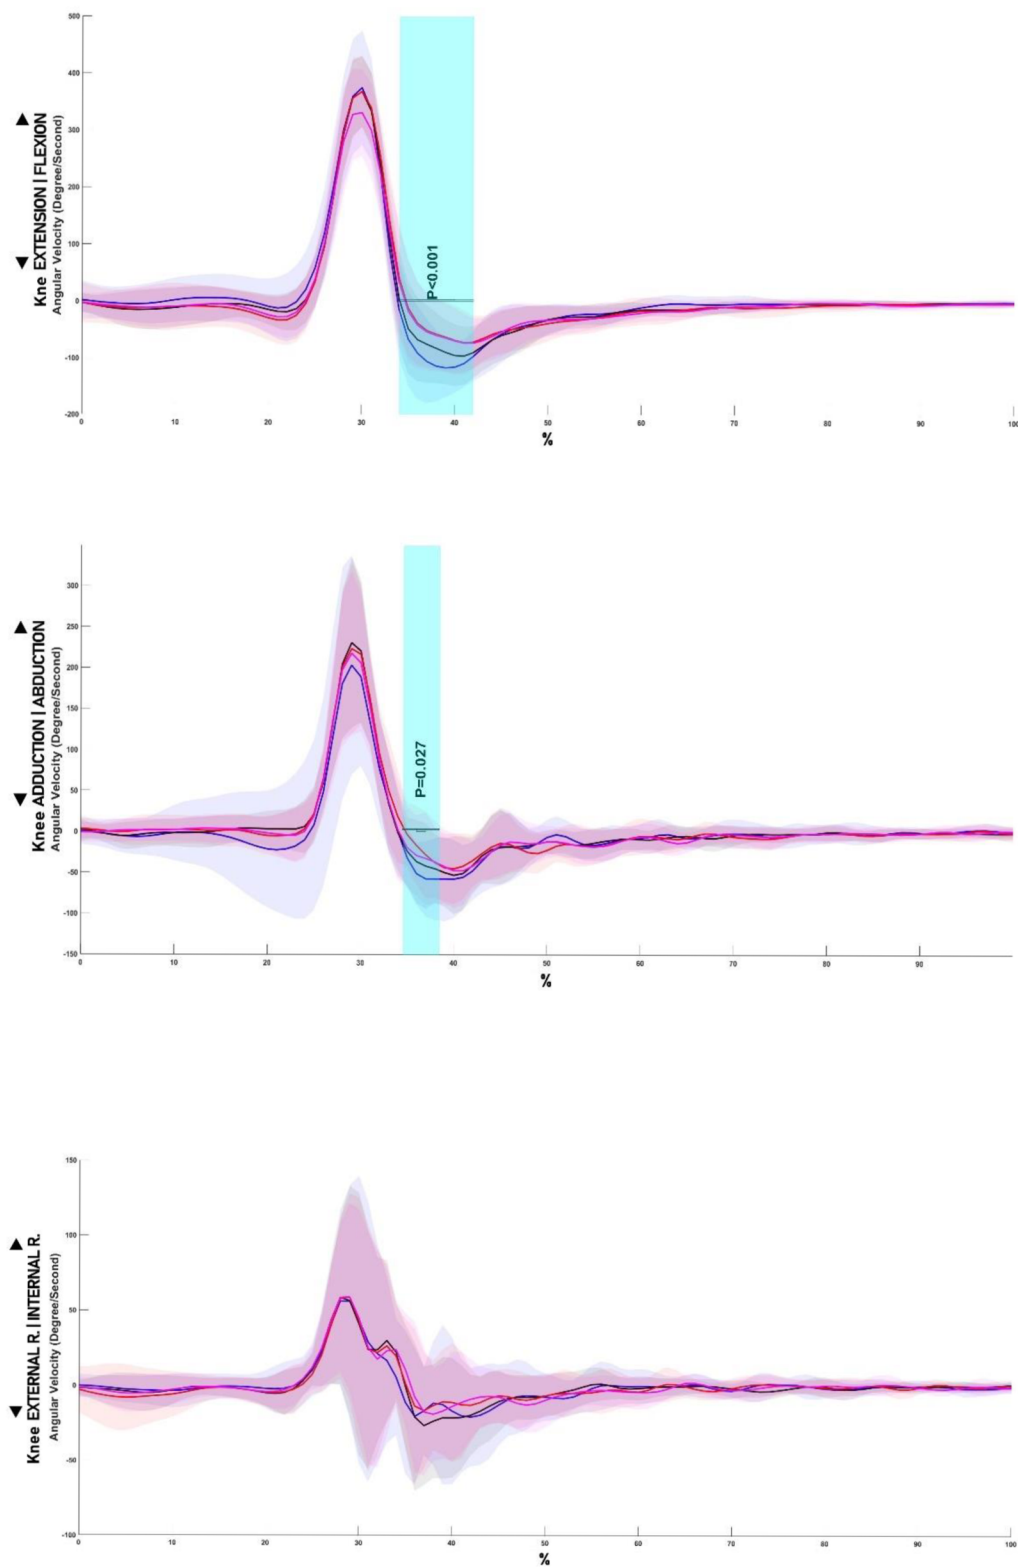 500
400
300
200
100
0
-100
-200
Kne EXTENSION | FLEXION
Angular Velocity (Degree/Second)
P<0.001
10 20 30 40 50 60 70 80 90 100
%
300
250
200
150
100
50
0
-50
-100
-150
Knee ADDUCTION | ABDUCTION
Angular Velocity (Degree/Second)
P=0.027
0 10 20 30 40 50 60 70 80 90
%
150
100
50
0
-50
-100
Knee EXTERNAL R. | INTERNAL R.
Angular Velocity (Degree/Second)
0 10 20 30 40 50 60 70 80 90 100
%